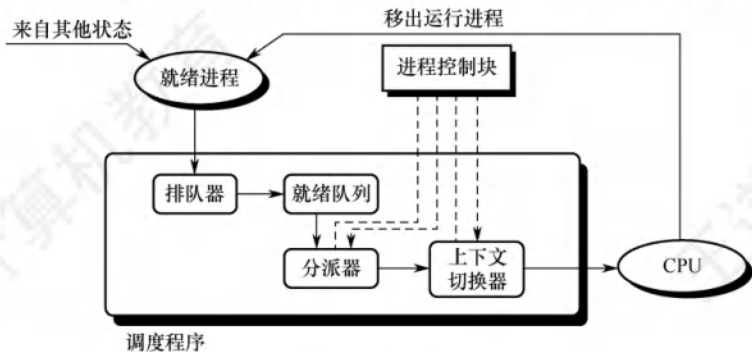 移出运行进程
来自其他状态
就绪进程
进程控制块
排队器
就绪队列
分派器
上下文
切换器
CPU
调度程序